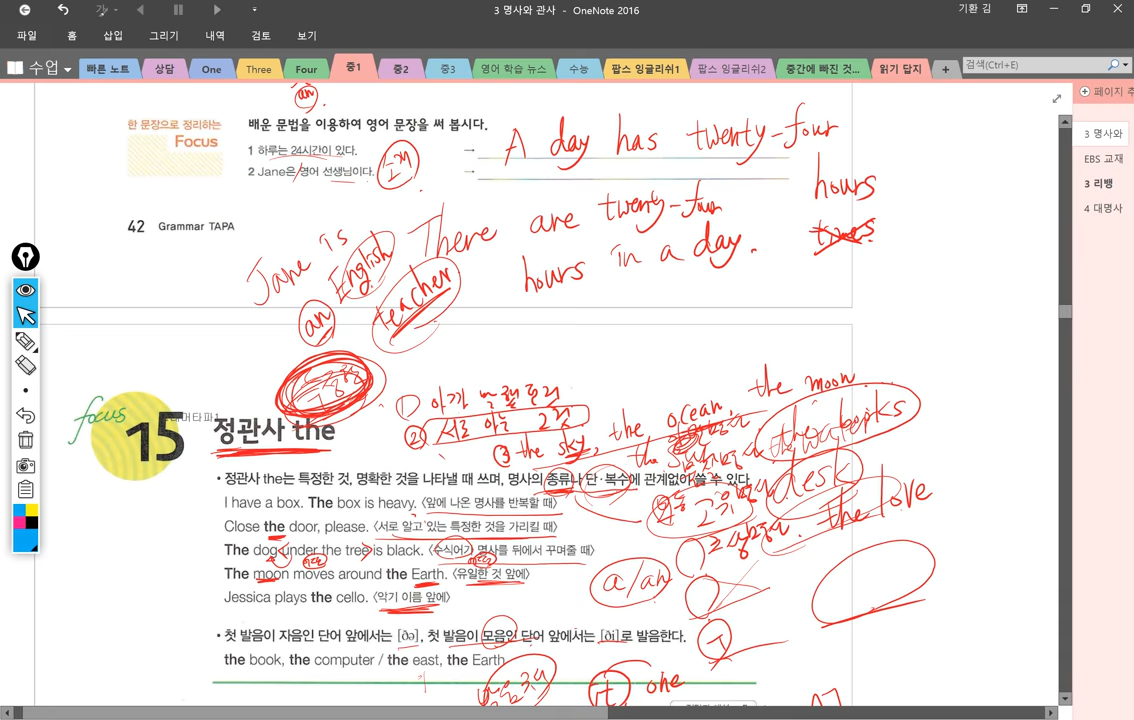 3 명사와 관사 - OneNote 2016
기환 김
파일 홈 삽입 그리기 내역 검토 보기
수업 빠른 노트 상담 One Three Four 중1 중2 중3 영어 학습 뉴스 수능 팝스 잉글리쉬1 팝스 잉글리쉬2 중간에 빠진 것... 읽기 답지 + 검색(Ctrl+E)
페이지 추
3 명사와
EBS 교재
3 리뱅
4 대명사
an
한 문장으로 정리하는
Focus
배운 문법을 이용하여 영어 문장을 써 봅시다.
1 하루는 24시간이 있다. →
2 Jane은 영어 선생님이다. →
A day has twenty-four
hours
times
There are twenty-four
hours in a day.
42 Grammar TAPA
Jane is
English
an teacher
focus
15
정관사 the
① 아까
② 서로 아는 그것
③ the sky, the ocean, the moon
the books
desk
the love
• 정관사 the는 특정한 것, 명확한 것을 나타낼 때 쓰며, 명사의 종류나 단·복수에 관계없이 쓸 수 있다.
I have a box. The box is heavy. 〈앞에 나온 명사를 반복할 때〉
Close the door, please. 〈서로 알고 있는 특정한 것을 가리킬 때〉
The dog under the tree is black. 〈수식어가 명사를 뒤에서 꾸며줄 때〉
The moon moves around the Earth. 〈유일한 것 앞에〉
Jessica plays the cello. 〈악기 이름 앞에〉
a/an
• 첫 발음이 자음인 단어 앞에서는 [ðə], 첫 발음이 모음인 단어 앞에서는 [ði]로 발음한다.
the book, the computer / the east, the Earth
it one